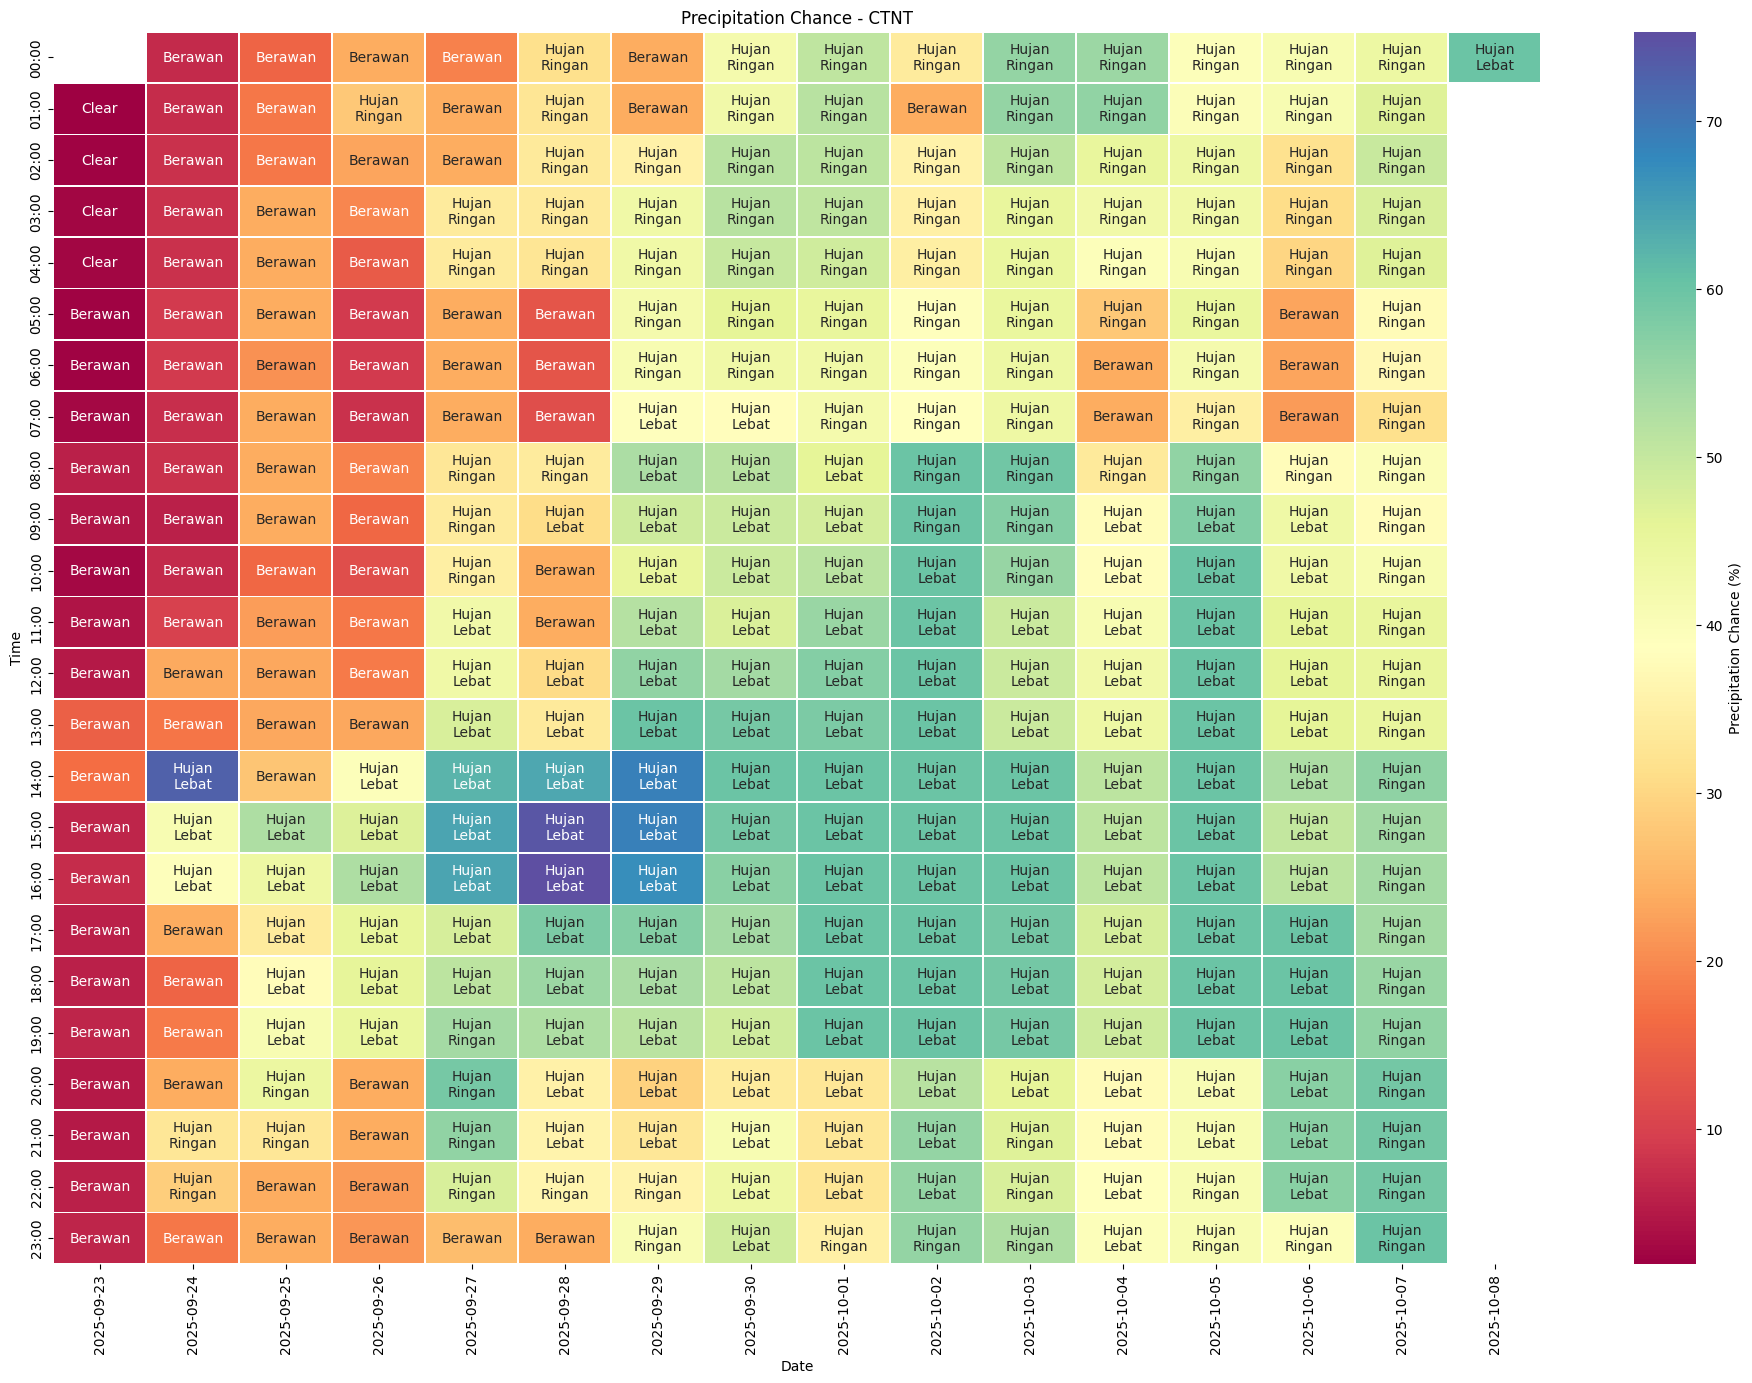 Precipitation Chance - CTNT
00:00 Berawan Berawan Berawan Berawan Hujan Ringan Berawan Hujan Ringan Hujan Ringan Hujan Ringan Hujan Ringan Hujan Ringan Hujan Ringan Hujan Ringan Hujan Ringan Hujan Lebat
01:00 Clear Berawan Berawan Hujan Ringan Berawan Hujan Ringan Berawan Hujan Ringan Hujan Ringan Berawan Hujan Ringan Hujan Ringan Hujan Ringan Hujan Ringan Hujan Ringan
02:00 Clear Berawan Berawan Berawan Berawan Hujan Ringan Hujan Ringan Hujan Ringan Hujan Ringan Hujan Ringan Hujan Ringan Hujan Ringan Hujan Ringan Hujan Ringan Hujan Ringan
03:00 Clear Berawan Berawan Berawan Hujan Ringan Hujan Ringan Hujan Ringan Hujan Ringan Hujan Ringan Hujan Ringan Hujan Ringan Hujan Ringan Hujan Ringan Hujan Ringan Hujan Ringan
04:00 Clear Berawan Berawan Berawan Hujan Ringan Hujan Ringan Hujan Ringan Hujan Ringan Hujan Ringan Hujan Ringan Hujan Ringan Hujan Ringan Hujan Ringan Hujan Ringan Hujan Ringan
05:00 Berawan Berawan Berawan Berawan Berawan Berawan Hujan Ringan Hujan Ringan Hujan Ringan Hujan Ringan Hujan Ringan Hujan Ringan Hujan Ringan Berawan Hujan Ringan
06:00 Berawan Berawan Berawan Berawan Berawan Berawan Hujan Ringan Hujan Ringan Hujan Ringan Hujan Ringan Hujan Ringan Berawan Hujan Ringan Berawan Hujan Ringan
07:00 Berawan Berawan Berawan Berawan Berawan Berawan Hujan Lebat Hujan Lebat Hujan Ringan Hujan Ringan Hujan Ringan Berawan Hujan Ringan Berawan Hujan Ringan
08:00 Berawan Berawan Berawan Berawan Hujan Ringan Hujan Ringan Hujan Lebat Hujan Lebat Hujan Lebat Hujan Ringan Hujan Ringan Hujan Ringan Hujan Ringan Hujan Ringan Hujan Ringan
09:00 Berawan Berawan Berawan Berawan Hujan Ringan Hujan Lebat Hujan Lebat Hujan Lebat Hujan Lebat Hujan Ringan Hujan Ringan Hujan Lebat Hujan Lebat Hujan Lebat Hujan Ringan
10:00 Berawan Berawan Berawan Berawan Hujan Ringan Berawan Hujan Lebat Hujan Lebat Hujan Lebat Hujan Lebat Hujan Ringan Hujan Lebat Hujan Lebat Hujan Lebat Hujan Ringan
11:00 Berawan Berawan Berawan Berawan Hujan Lebat Berawan Hujan Lebat Hujan Lebat Hujan Lebat Hujan Lebat Hujan Lebat Hujan Lebat Hujan Lebat Hujan Lebat Hujan Ringan
12:00 Berawan Berawan Berawan Berawan Hujan Lebat Hujan Lebat Hujan Lebat Hujan Lebat Hujan Lebat Hujan Lebat Hujan Lebat Hujan Lebat Hujan Lebat Hujan Lebat Hujan Ringan
13:00 Berawan Berawan Berawan Berawan Hujan Lebat Hujan Lebat Hujan Lebat Hujan Lebat Hujan Lebat Hujan Lebat Hujan Lebat Hujan Lebat Hujan Lebat Hujan Lebat Hujan Ringan
14:00 Berawan Hujan Lebat Berawan Hujan Lebat Hujan Lebat Hujan Lebat Hujan Lebat Hujan Lebat Hujan Lebat Hujan Lebat Hujan Lebat Hujan Lebat Hujan Lebat Hujan Lebat Hujan Ringan
15:00 Berawan Hujan Lebat Hujan Lebat Hujan Lebat Hujan Lebat Hujan Lebat Hujan Lebat Hujan Lebat Hujan Lebat Hujan Lebat Hujan Lebat Hujan Lebat Hujan Lebat Hujan Lebat Hujan Ringan
16:00 Berawan Hujan Lebat Hujan Lebat Hujan Lebat Hujan Lebat Hujan Lebat Hujan Lebat Hujan Lebat Hujan Lebat Hujan Lebat Hujan Lebat Hujan Lebat Hujan Lebat Hujan Lebat Hujan Ringan
17:00 Berawan Berawan Hujan Lebat Hujan Lebat Hujan Lebat Hujan Lebat Hujan Lebat Hujan Lebat Hujan Lebat Hujan Lebat Hujan Lebat Hujan Lebat Hujan Lebat Hujan Lebat Hujan Ringan
18:00 Berawan Berawan Hujan Lebat Hujan Lebat Hujan Lebat Hujan Lebat Hujan Lebat Hujan Lebat Hujan Lebat Hujan Lebat Hujan Lebat Hujan Lebat Hujan Lebat Hujan Lebat Hujan Ringan
19:00 Berawan Berawan Hujan Lebat Hujan Lebat Hujan Ringan Hujan Lebat Hujan Lebat Hujan Lebat Hujan Lebat Hujan Lebat Hujan Lebat Hujan Lebat Hujan Lebat Hujan Lebat Hujan Ringan
20:00 Berawan Berawan Hujan Ringan Berawan Hujan Ringan Hujan Lebat Hujan Lebat Hujan Lebat Hujan Lebat Hujan Lebat Hujan Lebat Hujan Lebat Hujan Lebat Hujan Lebat Hujan Ringan
21:00 Berawan Hujan Ringan Hujan Ringan Berawan Hujan Ringan Hujan Lebat Hujan Lebat Hujan Lebat Hujan Lebat Hujan Lebat Hujan Ringan Hujan Lebat Hujan Lebat Hujan Lebat Hujan Ringan
22:00 Berawan Hujan Ringan Berawan Berawan Hujan Ringan Hujan Ringan Hujan Ringan Hujan Lebat Hujan Lebat Hujan Lebat Hujan Ringan Hujan Lebat Hujan Ringan Hujan Lebat Hujan Ringan
23:00 Berawan Berawan Berawan Berawan Berawan Berawan Hujan Ringan Hujan Lebat Hujan Ringan Hujan Ringan Hujan Ringan Hujan Lebat Hujan Ringan Hujan Ringan Hujan Ringan
Time
2025-09-23
2025-09-24
2025-09-25
2025-09-26
2025-09-27
2025-09-28
2025-09-29
2025-09-30
2025-10-01
2025-10-02
2025-10-03
2025-10-04
2025-10-05
2025-10-06
2025-10-07
2025-10-08
Date
70
60
50
40
30
20
10
Precipitation Chance (%)